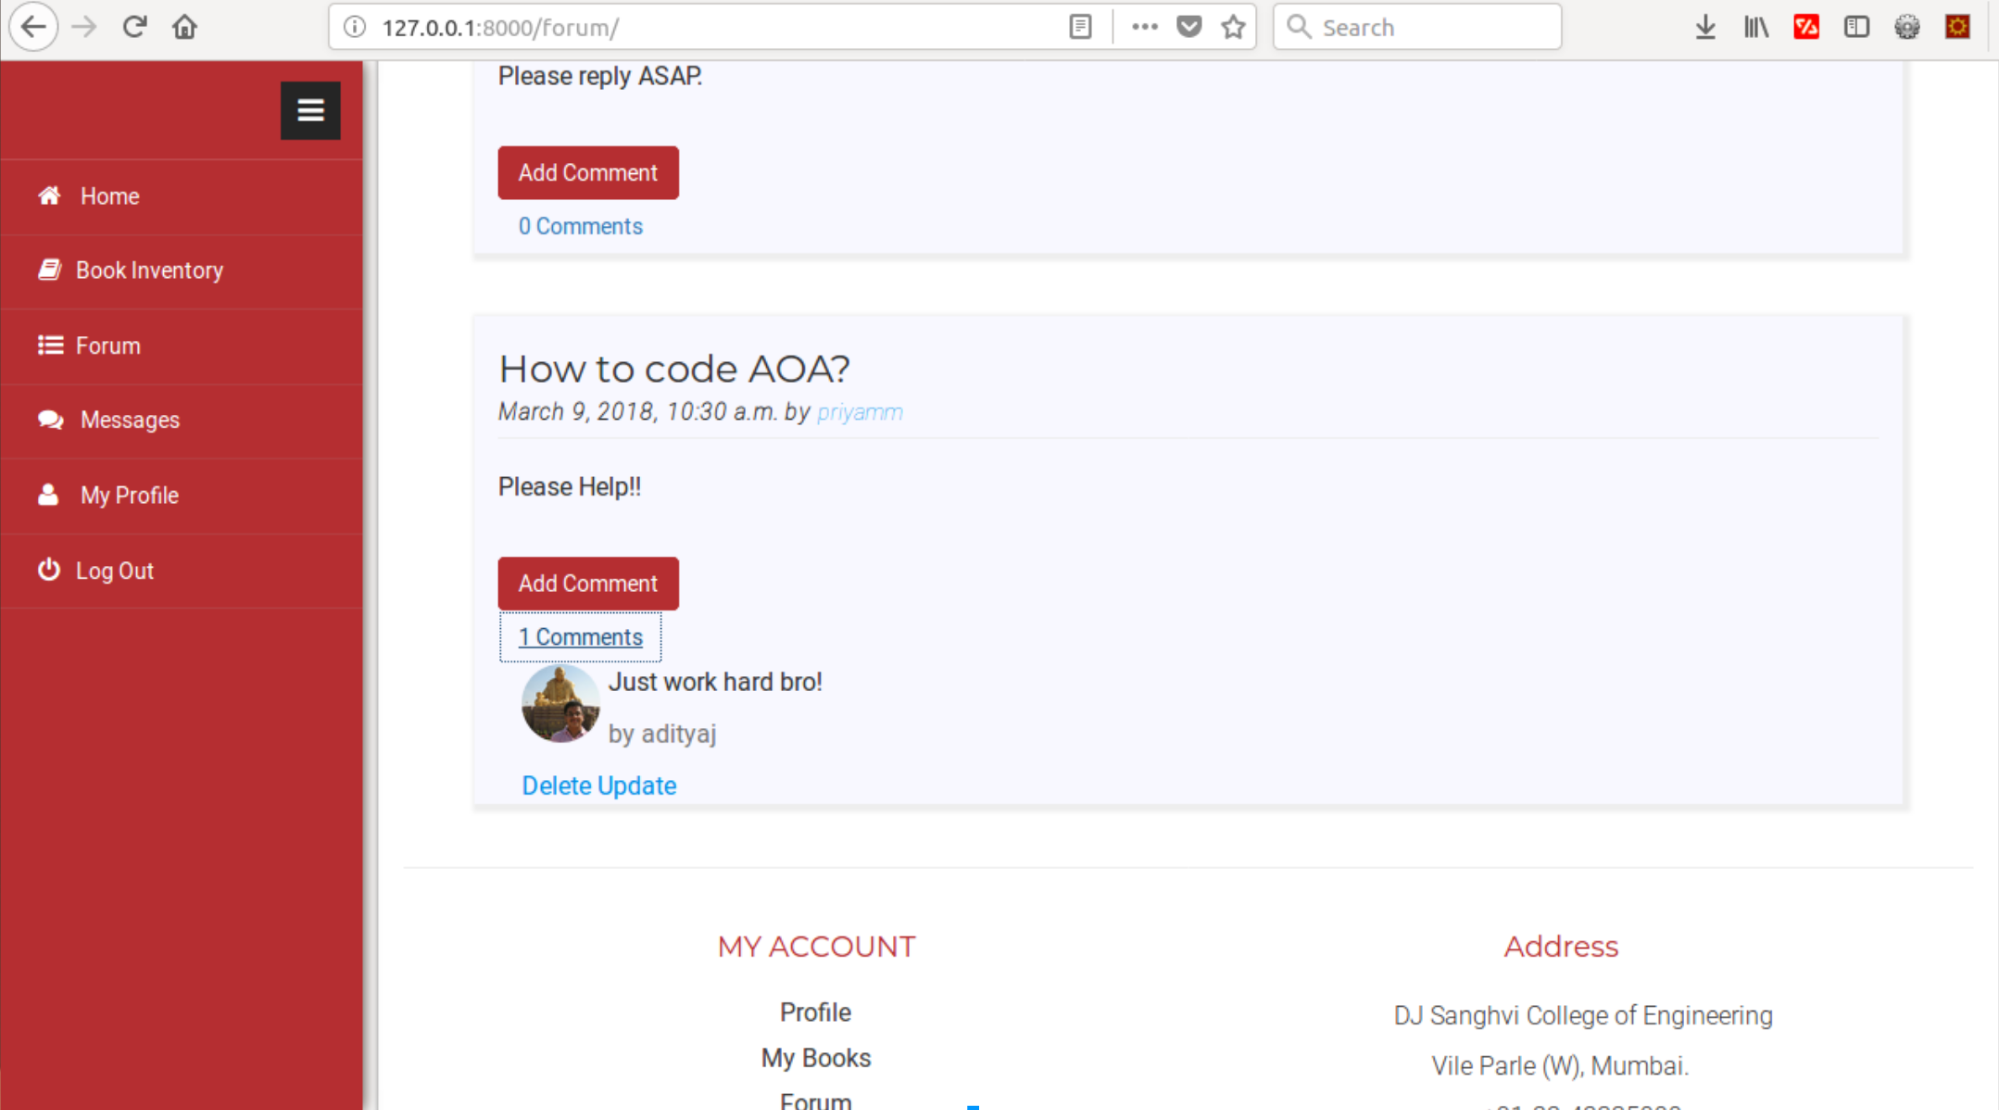 127.0.0.1:8000/forum/
Search
Home
Book Inventory
Forum
Messages
My Profile
Log Out
Please reply ASAP.
Add Comment
0 Comments
How to code AOA?
March 9, 2018, 10:30 a.m. by priyamm
Please Help!!
Add Comment
1 Comments
Just work hard bro!
by adityaj
Delete Update
MY ACCOUNT
Profile
My Books
Forum
Address
DJ Sanghvi College of Engineering
Vile Parle (W), Mumbai.